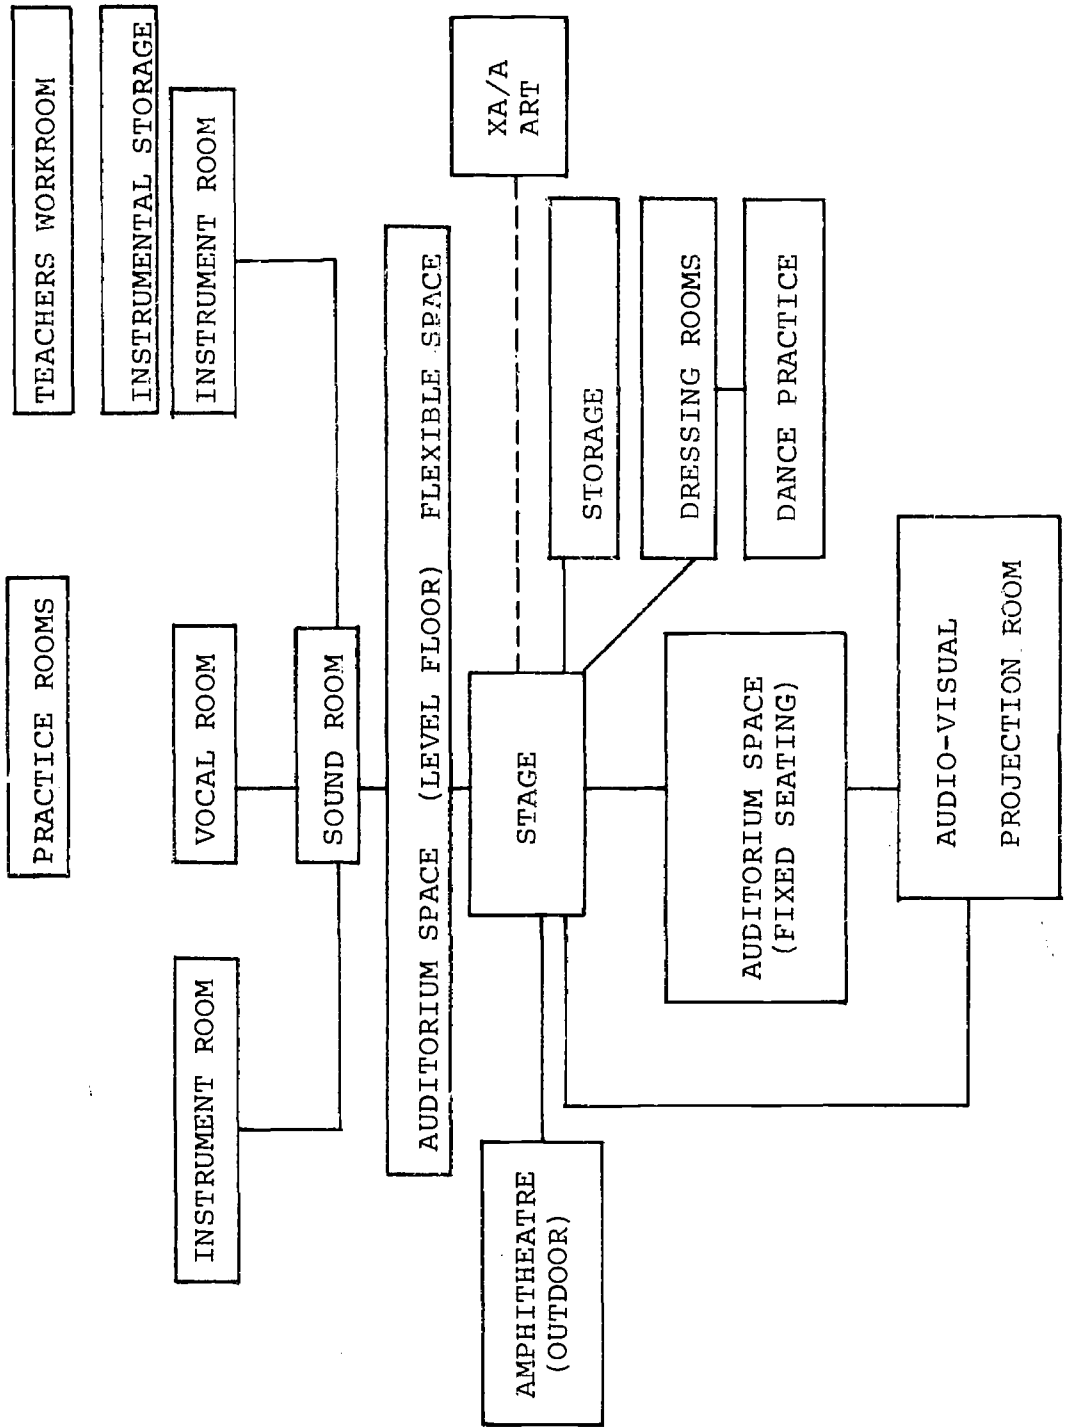 PRACTICE ROOMS
TEACHERS WORKROOM
INSTRUMENTAL STORAGE
INSTRUMENT ROOM
VOCAL ROOM
INSTRUMENT ROOM
SOUND ROOM
AUDITORIUM SPACE (LEVEL FLOOR) FLEXIBLE SPACE
AMPHITHEATRE
(OUTDOOR)
STAGE
XA/A
ART
STORAGE
DRESSING ROOMS
DANCE PRACTICE
AUDITORIUM SPACE
(FIXED SEATING)
AUDIO-VISUAL
PROJECTION ROOM